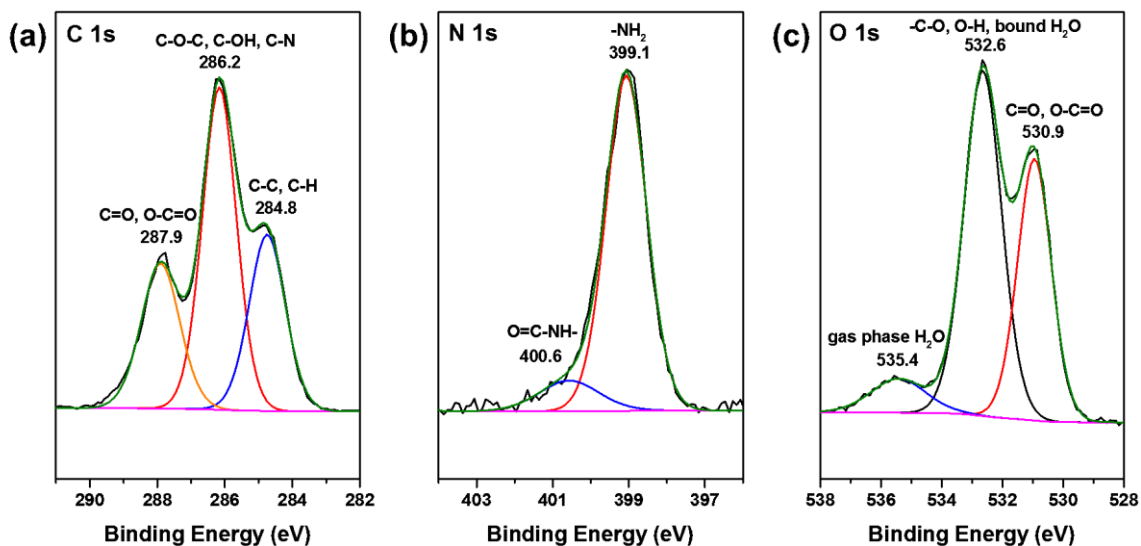 (a) C 1s
C-O-C, C-OH, C-N
286.2
C-C, C-H
284.8
C=O, O-C=O
287.9
290 288 286 284 282
Binding Energy (eV)
(b) N 1s
-NH₂
399.1
O=C-NH-
400.6
403 401 399 397
Binding Energy (eV)
(c) O 1s
-C-O, O-H, bound H₂O
532.6
C=O, O-C=O
530.9
gas phase H₂O
535.4
538 536 534 532 530 528
Binding Energy (eV)